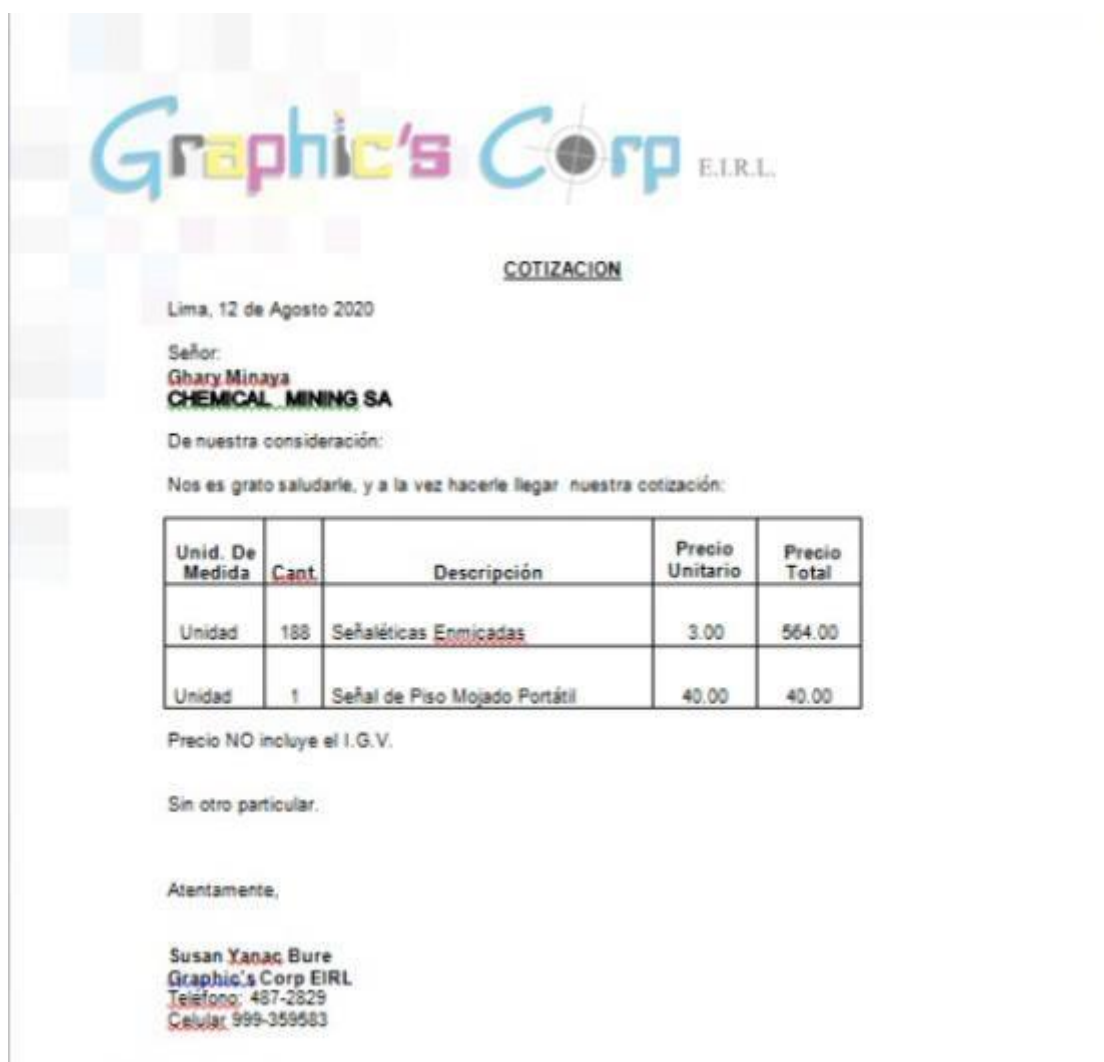 Graphic's Corp E.I.R.L.
COTIZACION
Lima, 12 de Agosto 2020
Señor:
Ghary Minaya
CHEMICAL MINING SA
De nuestra consideración:
Nos es grato saludarle, y a la vez hacerle llegar nuestra cotización:
Unid. De Medida Cant. Descripción Precio Unitario Precio Total
Unidad 188 Señaléticas Enmicadas 3.00 564.00
Unidad 1 Señal de Piso Mojado Portátil 40.00 40.00
Precio NO incluye el I.G.V.
Sin otro particular.
Atentamente,
Susan Yanac Bure
Graphic's Corp EIRL
Teléfono: 487-2829
Celular 999-359583